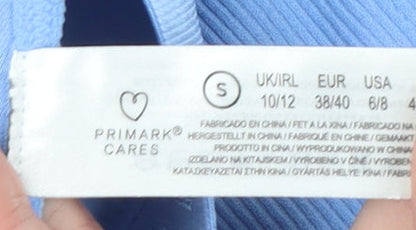 S
UK/IRL EUR USA
10/12 38/40 6/8 4
PRIMARK®
CARES
FABRICADO EN CHINA / FET A LA XINA / FABRICADO NA
HERGESTELLT IN CHINA / FABRIQUÉ EN CHINE / GEMAAKT
PRODOTTO IN CINA / WYPRODUKOWANO W CHINACH
IZDELANO NA KITAJSKEM / VYROBENO V ČÍNĚ / VYROBEN
ΚΑΤΑΣΚΕΥΑΖΕΤΑΙ ΣΤΗΝ ΚΙΝΑ / GYÁRTÁS HELYE: KÍNA / FABRI